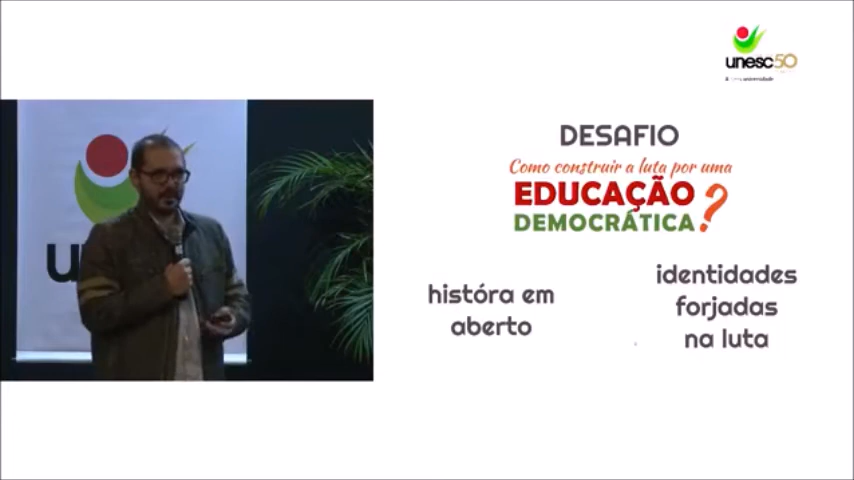 unesc50
DESAFIO
Como construir a luta por uma
EDUCAÇÃO
DEMOCRÁTICA?
históra em
aberto
identidades
forjadas
na luta
u